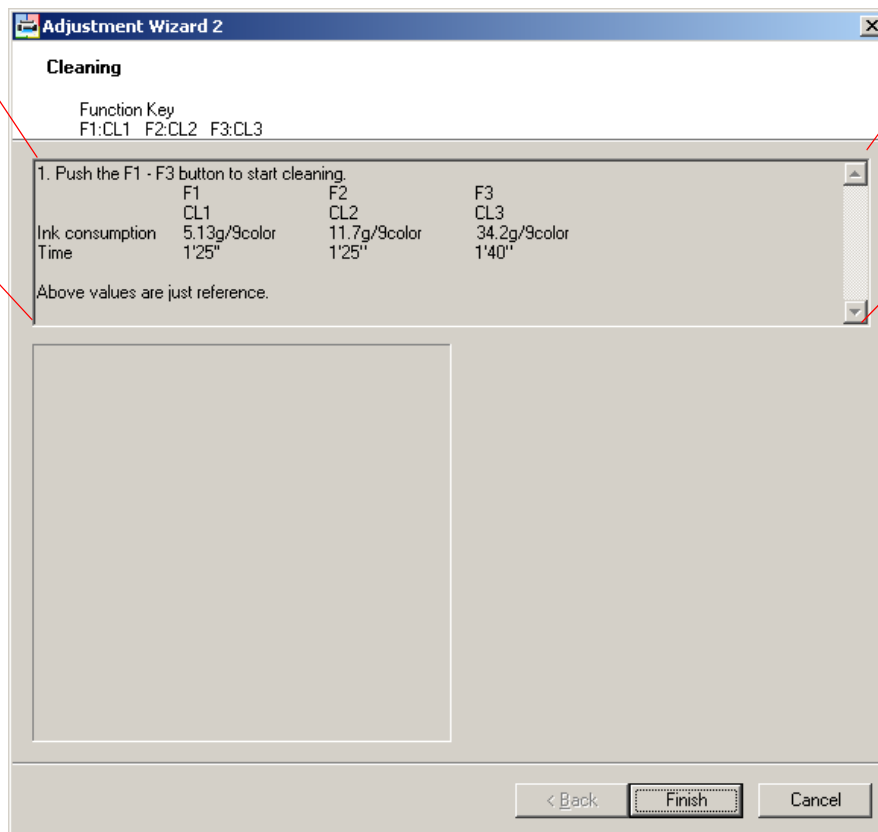 Adjustment Wizard 2
Cleaning
Function Key
F1:CL1 F2:CL2 F3:CL3
1. Push the F1 - F3 button to start cleaning.
F1 F2 F3
CL1 CL2 CL3
Ink consumption 5.13g/9color 11.7g/9color 34.2g/9color
Time 1'25" 1'25'' 1'40''
Above values are just reference.
< Back Finish Cancel